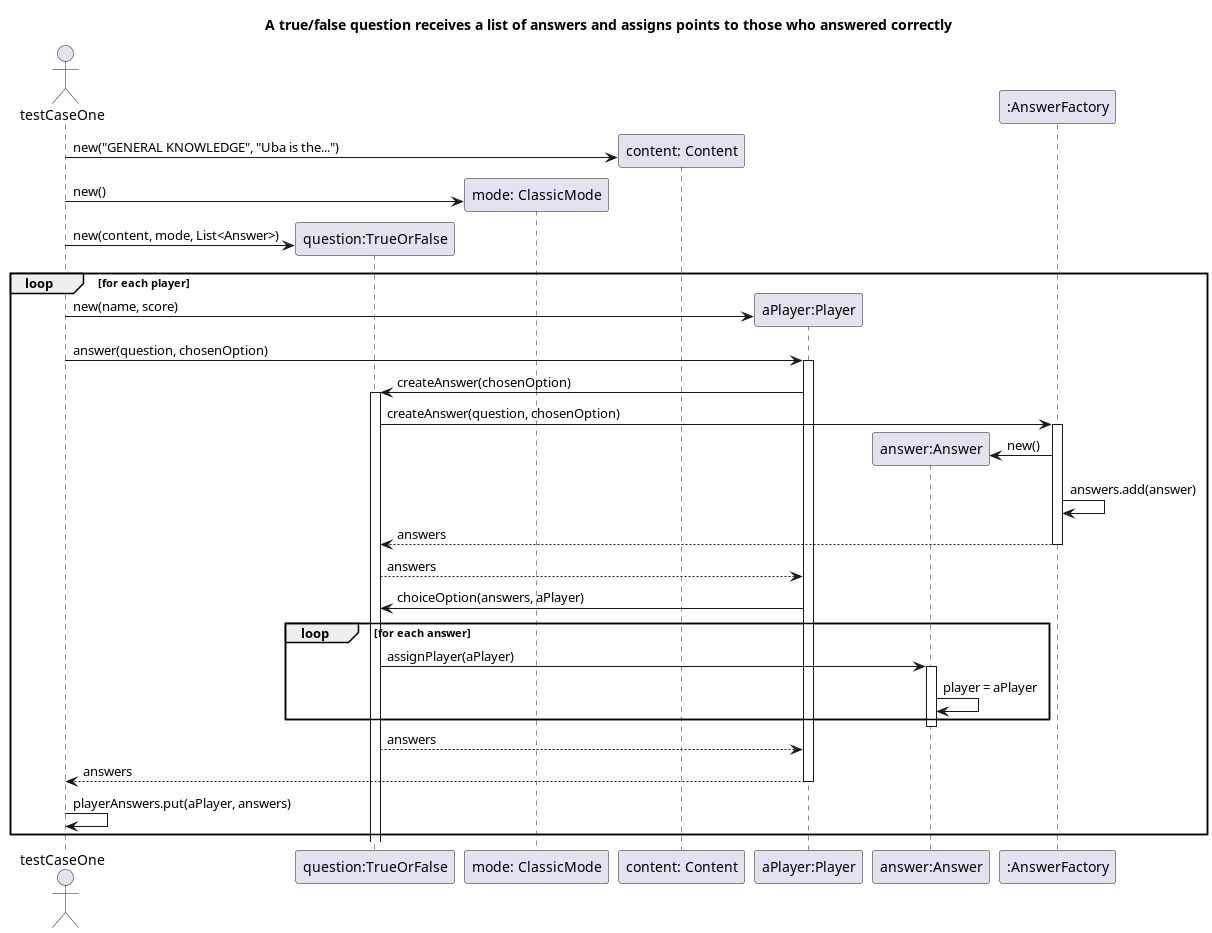 A true/false question receives a list of answers and assigns points to those who answered correctly
testCaseOne
:AnswerFactory
new("GENERAL KNOWLEDGE", "Uba is the...")
content: Content
new()
mode: ClassicMode
new(content, mode, List<Answer>)
question:TrueOrFalse
loop [for each player]
new(name, score)
aPlayer:Player
answer(question, chosenOption)
createAnswer(chosenOption)
createAnswer(question, chosenOption)
answer:Answer
new()
answers.add(answer)
answers
answers
choiceOption(answers, aPlayer)
loop [for each answer]
assignPlayer(aPlayer)
player = aPlayer
answers
answers
playerAnswers.put(aPlayer, answers)
testCaseOne
question:TrueOrFalse
mode: ClassicMode
content: Content
aPlayer:Player
answer:Answer
:AnswerFactory